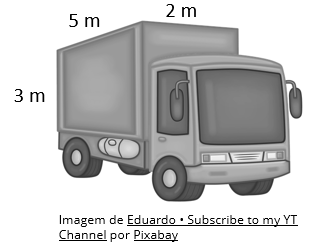 5 m
2 m
3 m
Imagem de Eduardo • Subscribe to my YT
Channel por Pixabay